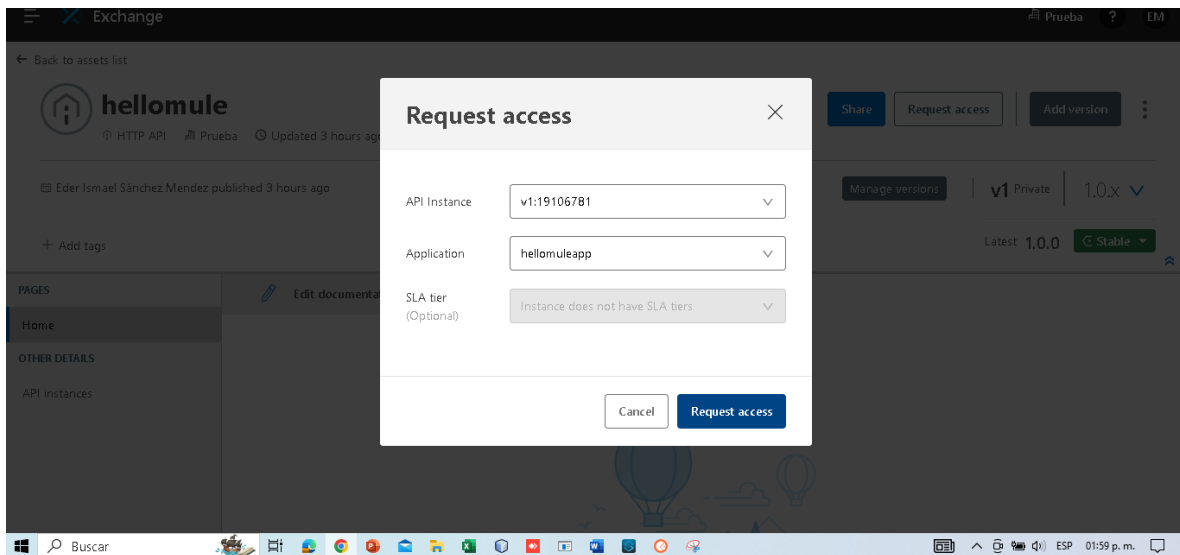 Exchange
Prueba ? EM
← Back to assets list
hellomule
HTTP API Prueba Updated 3 hours ago
Share Request access Add version
Request access
Eder Ismael Sánchez Mendez published 3 hours ago
Manage versions v1 Private 1.0.x
API Instance v1:19106781
+ Add tags
Latest 1.0.0 Stable
Application hellomuleapp
PAGES
Edit documenta
SLA tier
(Optional)
Instance does not have SLA tiers
Home
OTHER DETAILS
API instances
Cancel Request access
Buscar
ESP 01:59 p. m.